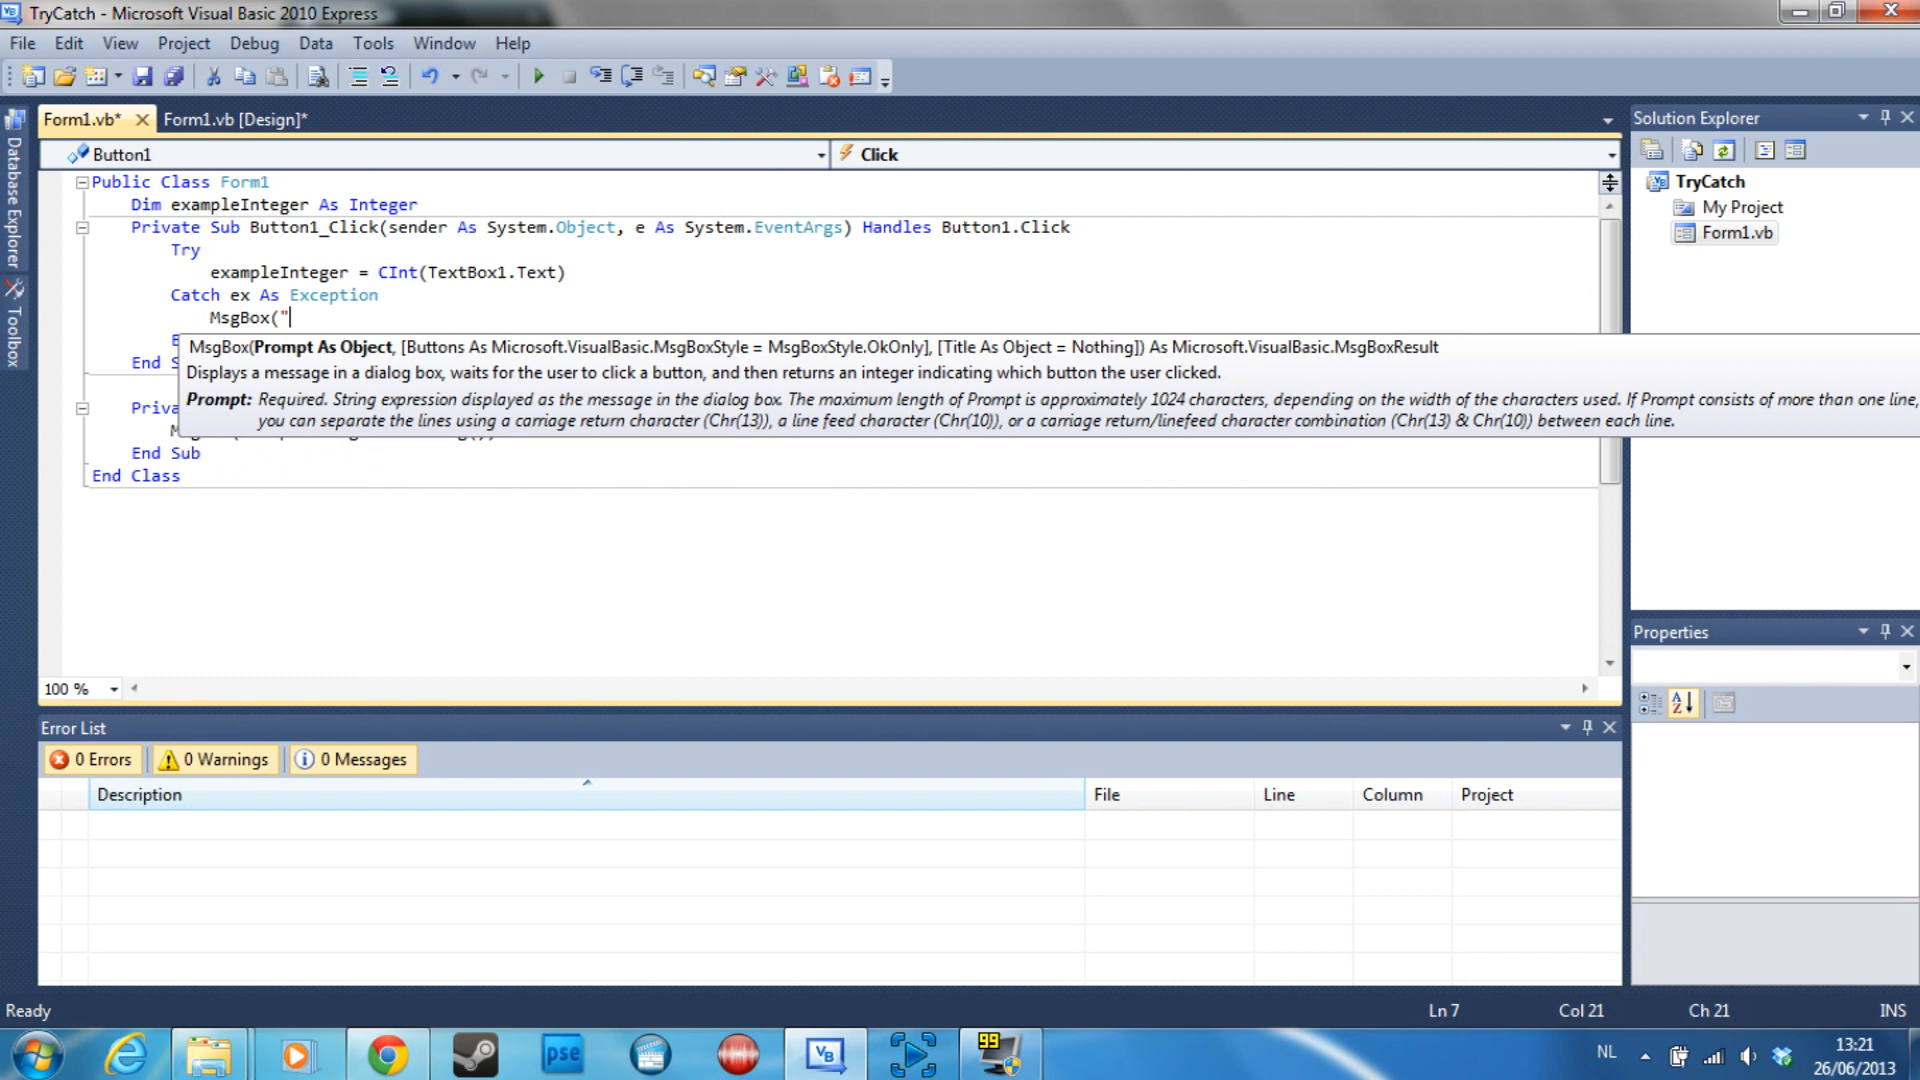 TryCatch - Microsoft Visual Basic 2010 Express
File Edit View Project Debug Data Tools Window Help
Form1.vb* Form1.vb [Design]*
Button1 Click
Public Class Form1
Dim exampleInteger As Integer
Private Sub Button1_Click(sender As System.Object, e As System.EventArgs) Handles Button1.Click
Try
exampleInteger = CInt(TextBox1.Text)
Catch ex As Exception
MsgBox("
MsgBox(Prompt As Object, [Buttons As Microsoft.VisualBasic.MsgBoxStyle = MsgBoxStyle.OkOnly], [Title As Object = Nothing]) As Microsoft.VisualBasic.MsgBoxResult
End S
Displays a message in a dialog box, waits for the user to click a button, and then returns an integer indicating which button the user clicked.
Prompt: Required. String expression displayed as the message in the dialog box. The maximum length of Prompt is approximately 1024 characters, depending on the width of the characters used. If Prompt consists of more than one line,
Priva
you can separate the lines using a carriage return character (Chr(13)), a line feed character (Chr(10)), or a carriage return/linefeed character combination (Chr(13) & Chr(10)) between each line.
End Sub
End Class
100 %
Database Explorer
Toolbox
Solution Explorer
TryCatch
My Project
Form1.vb
Properties
Error List
0 Errors 0 Warnings 0 Messages
Description File Line Column Project
Ready Ln 7 Col 21 Ch 21 INS
pse VB 99 NL 13:21
26/06/2013